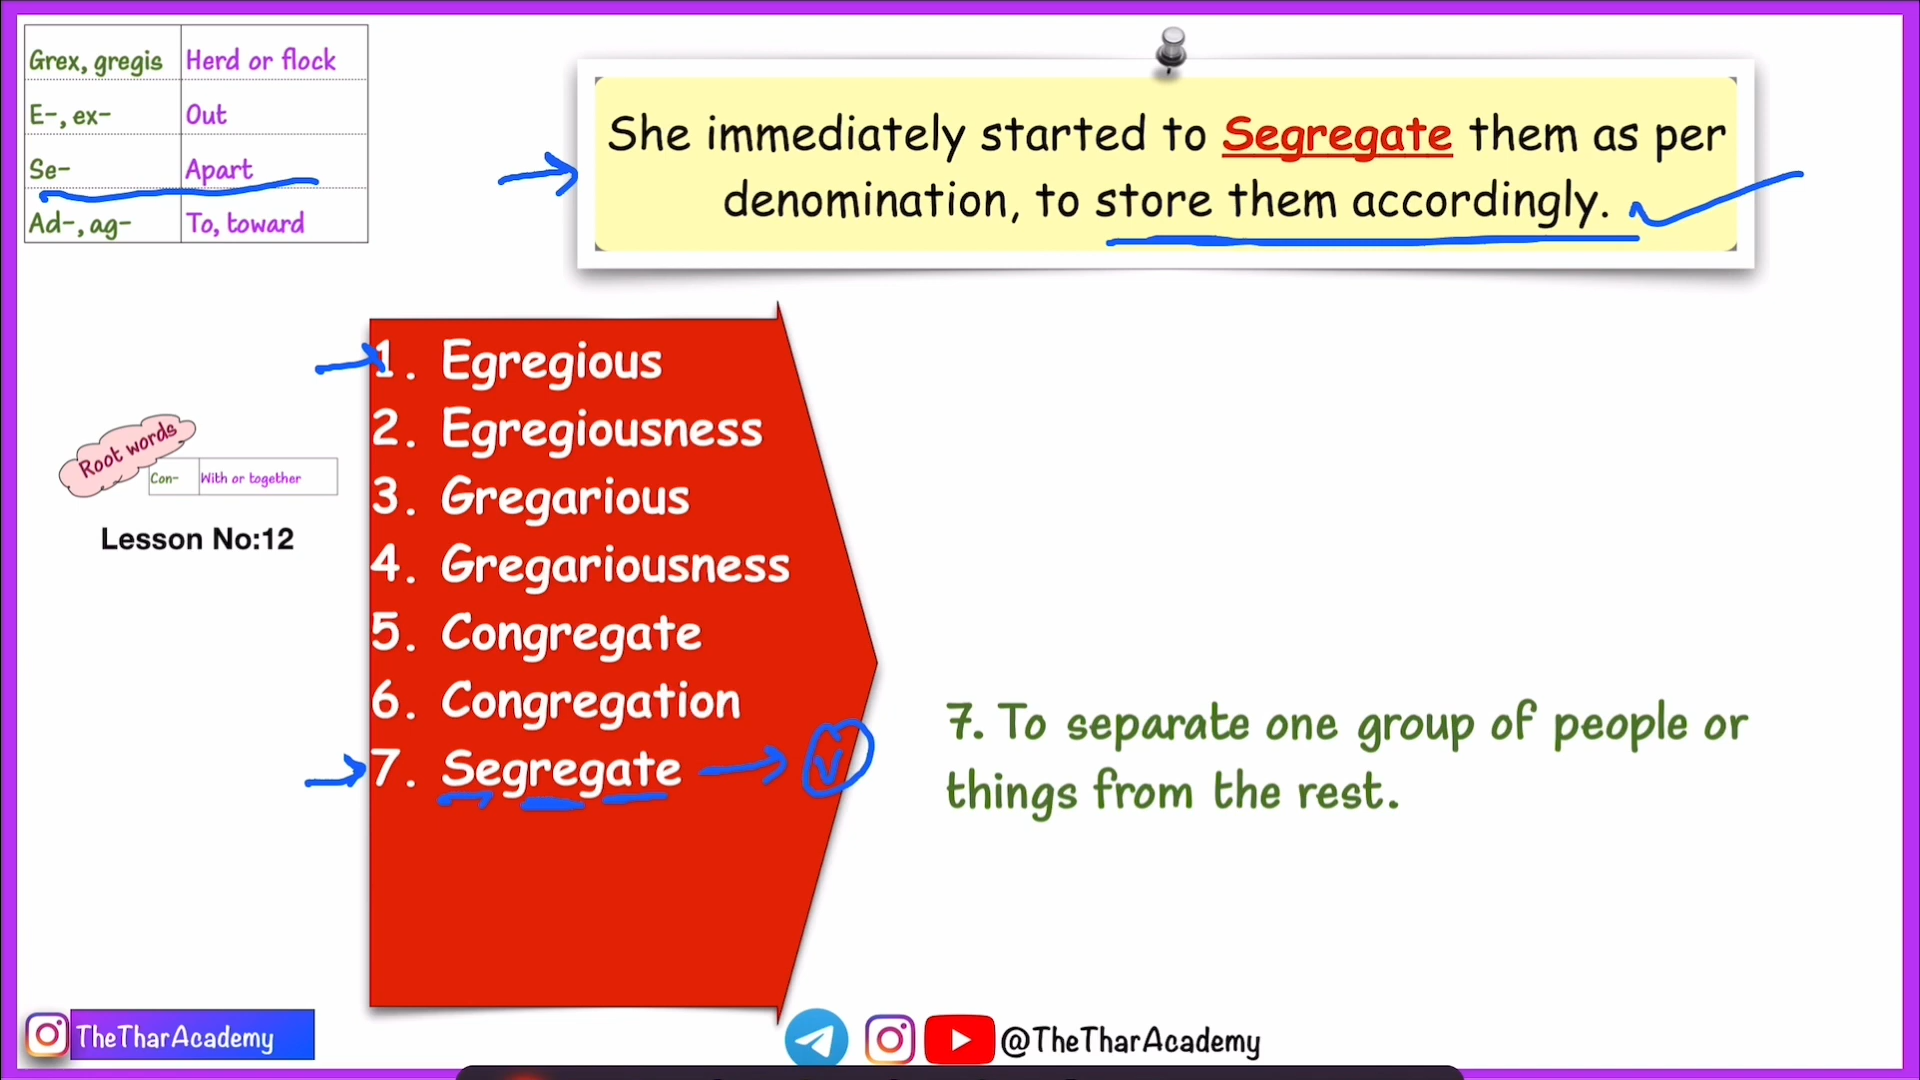 Grex, gregis Herd or flock
E-, ex- Out
Se- Apart
Ad-, ag- To, toward
She immediately started to Segregate them as per
denomination, to store them accordingly.
Root words
Con- With or together
Lesson No:12
1. Egregious
2. Egregiousness
3. Gregarious
4. Gregariousness
5. Congregate
6. Congregation
7. Segregate
V
7. To separate one group of people or
things from the rest.
TheTharAcademy
@TheTharAcademy